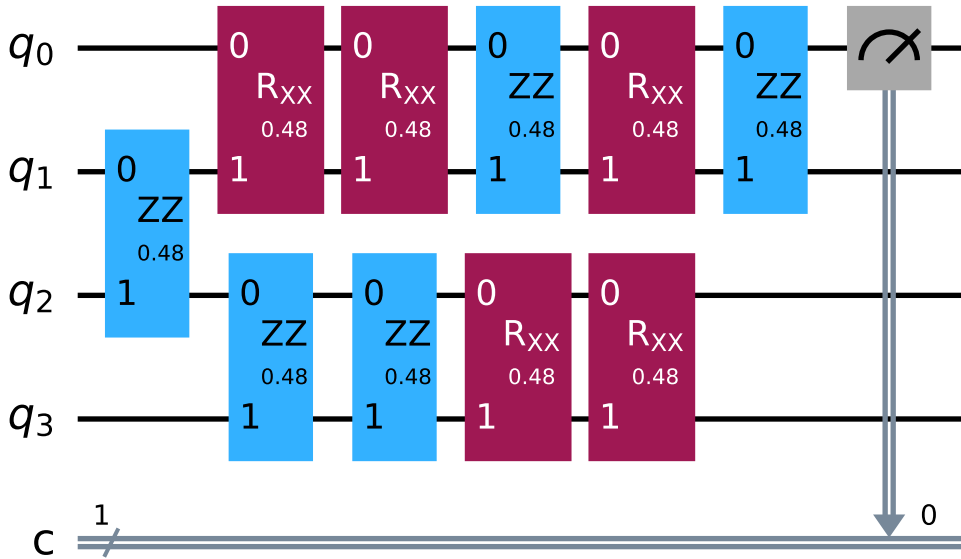 q0 0 0 0 0 0
RXX RXX ZZ RXX ZZ
0.48 0.48 0.48 0.48 0.48
q1 0 1 1 1 1 1
ZZ
0.48
q2 1 0 0 0 0
ZZ ZZ RXX RXX
0.48 0.48 0.48 0.48
q3 1 1 1 1
1 0
c